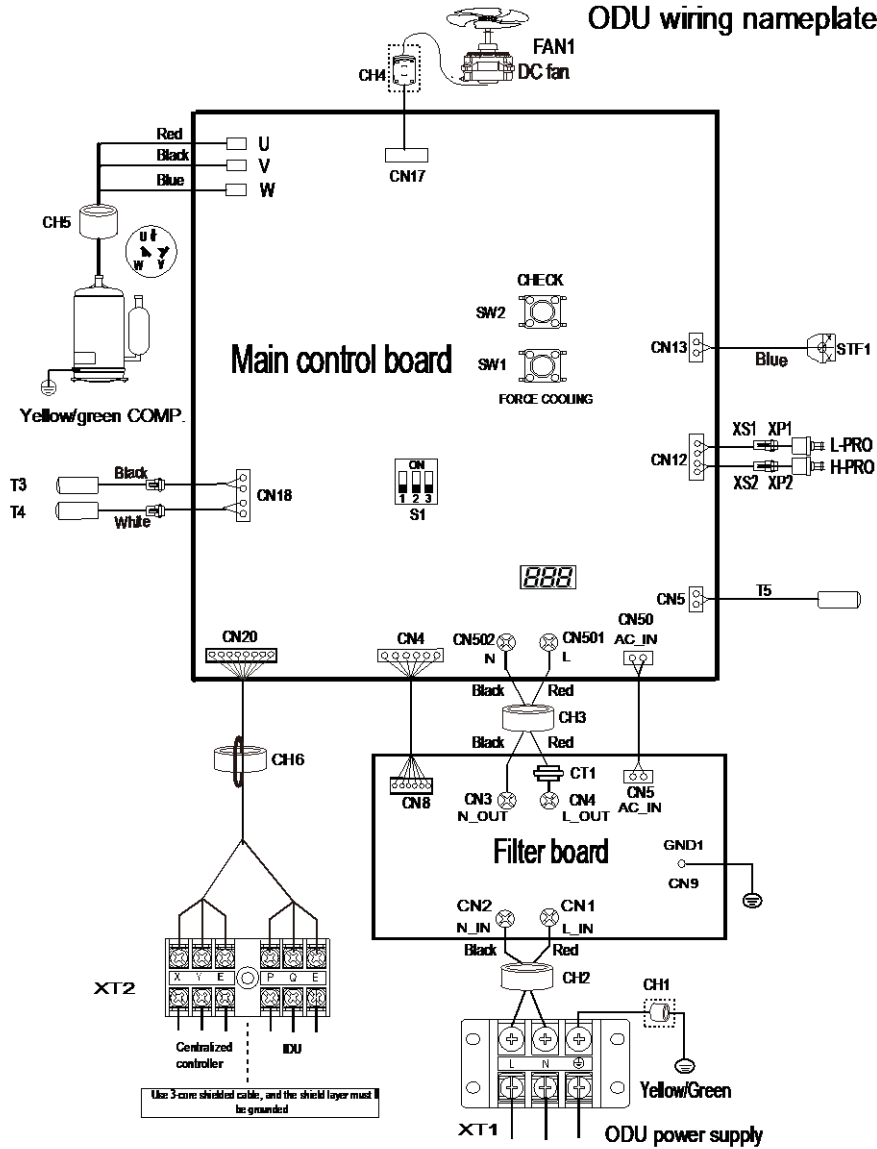 ODU wiring nameplate
FAN1
DC fan
CH4
Red
U
Black
V
Blue
W
CN17
CH5
U
W V
CHECK
SW2
SW1
FORCE COOLING
Main control board
CN13
Blue
STF1
Yellow/green COMP.
XS1 XP1
L-PRO
CN12
H-PRO
XS2 XP2
T3
Black
CN18
T4
White
ON
1 2 3
S1
888
CN5
T5
CN50
AC_IN
CN20
CN4
CN502
N
CN501
L
Black
Red
CH3
Black
Red
CH6
CT1
CN8
CN3
N_OUT
CN4
L_OUT
CN5
AC_IN
Filter board
GND1
CN9
CN2
N_IN
CN1
L_IN
Black
Red
CH2
CH1
XT2
X Y E P Q E
Centralized
controller
IDU
L N
Yellow/Green
Use 3-core shielded cable, and the shield layer must
be grounded
XT1
ODU power supply